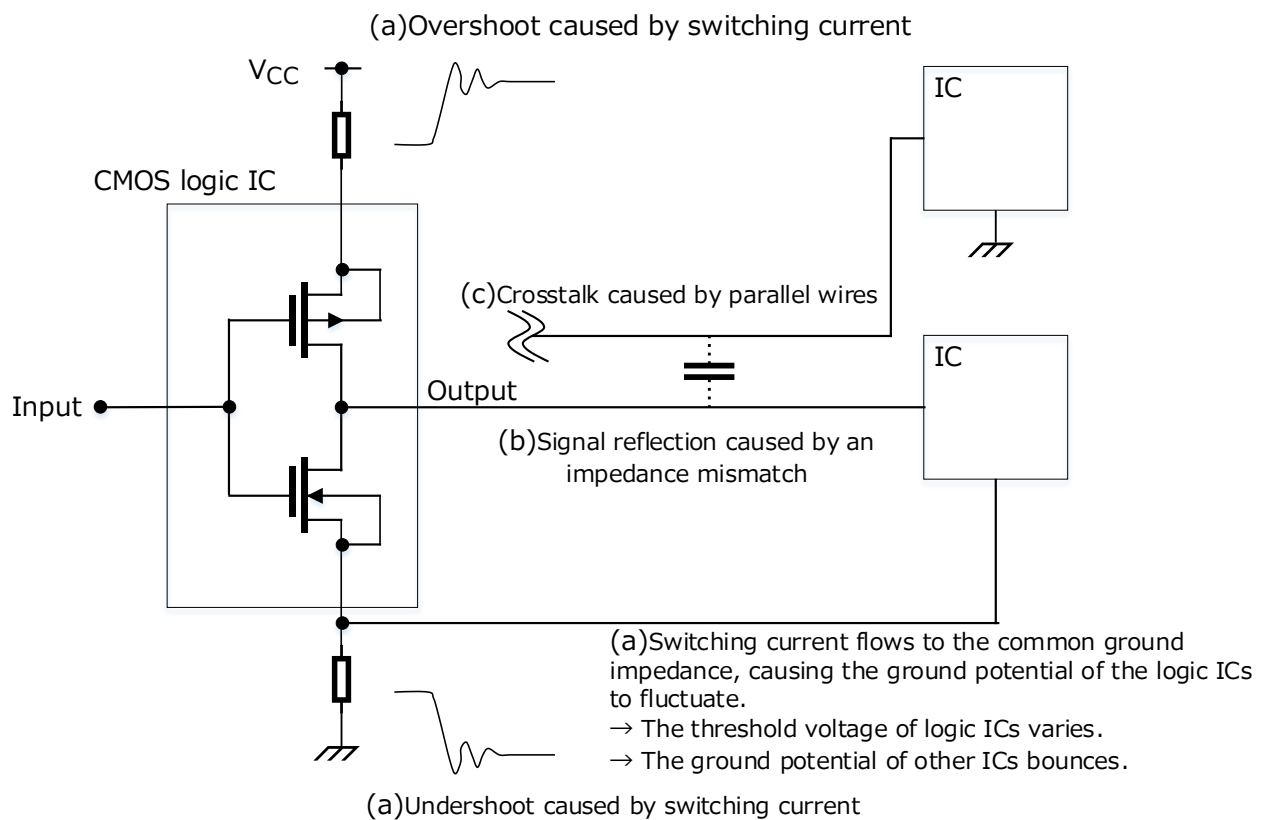 (a)Overshoot caused by switching current
VCC
IC
CMOS logic IC
(c)Crosstalk caused by parallel wires
IC
Output
Input
(b)Signal reflection caused by an
impedance mismatch
(a)Switching current flows to the common ground
impedance, causing the ground potential of the logic ICs
to fluctuate.
→ The threshold voltage of logic ICs varies.
→ The ground potential of other ICs bounces.
(a)Undershoot caused by switching current